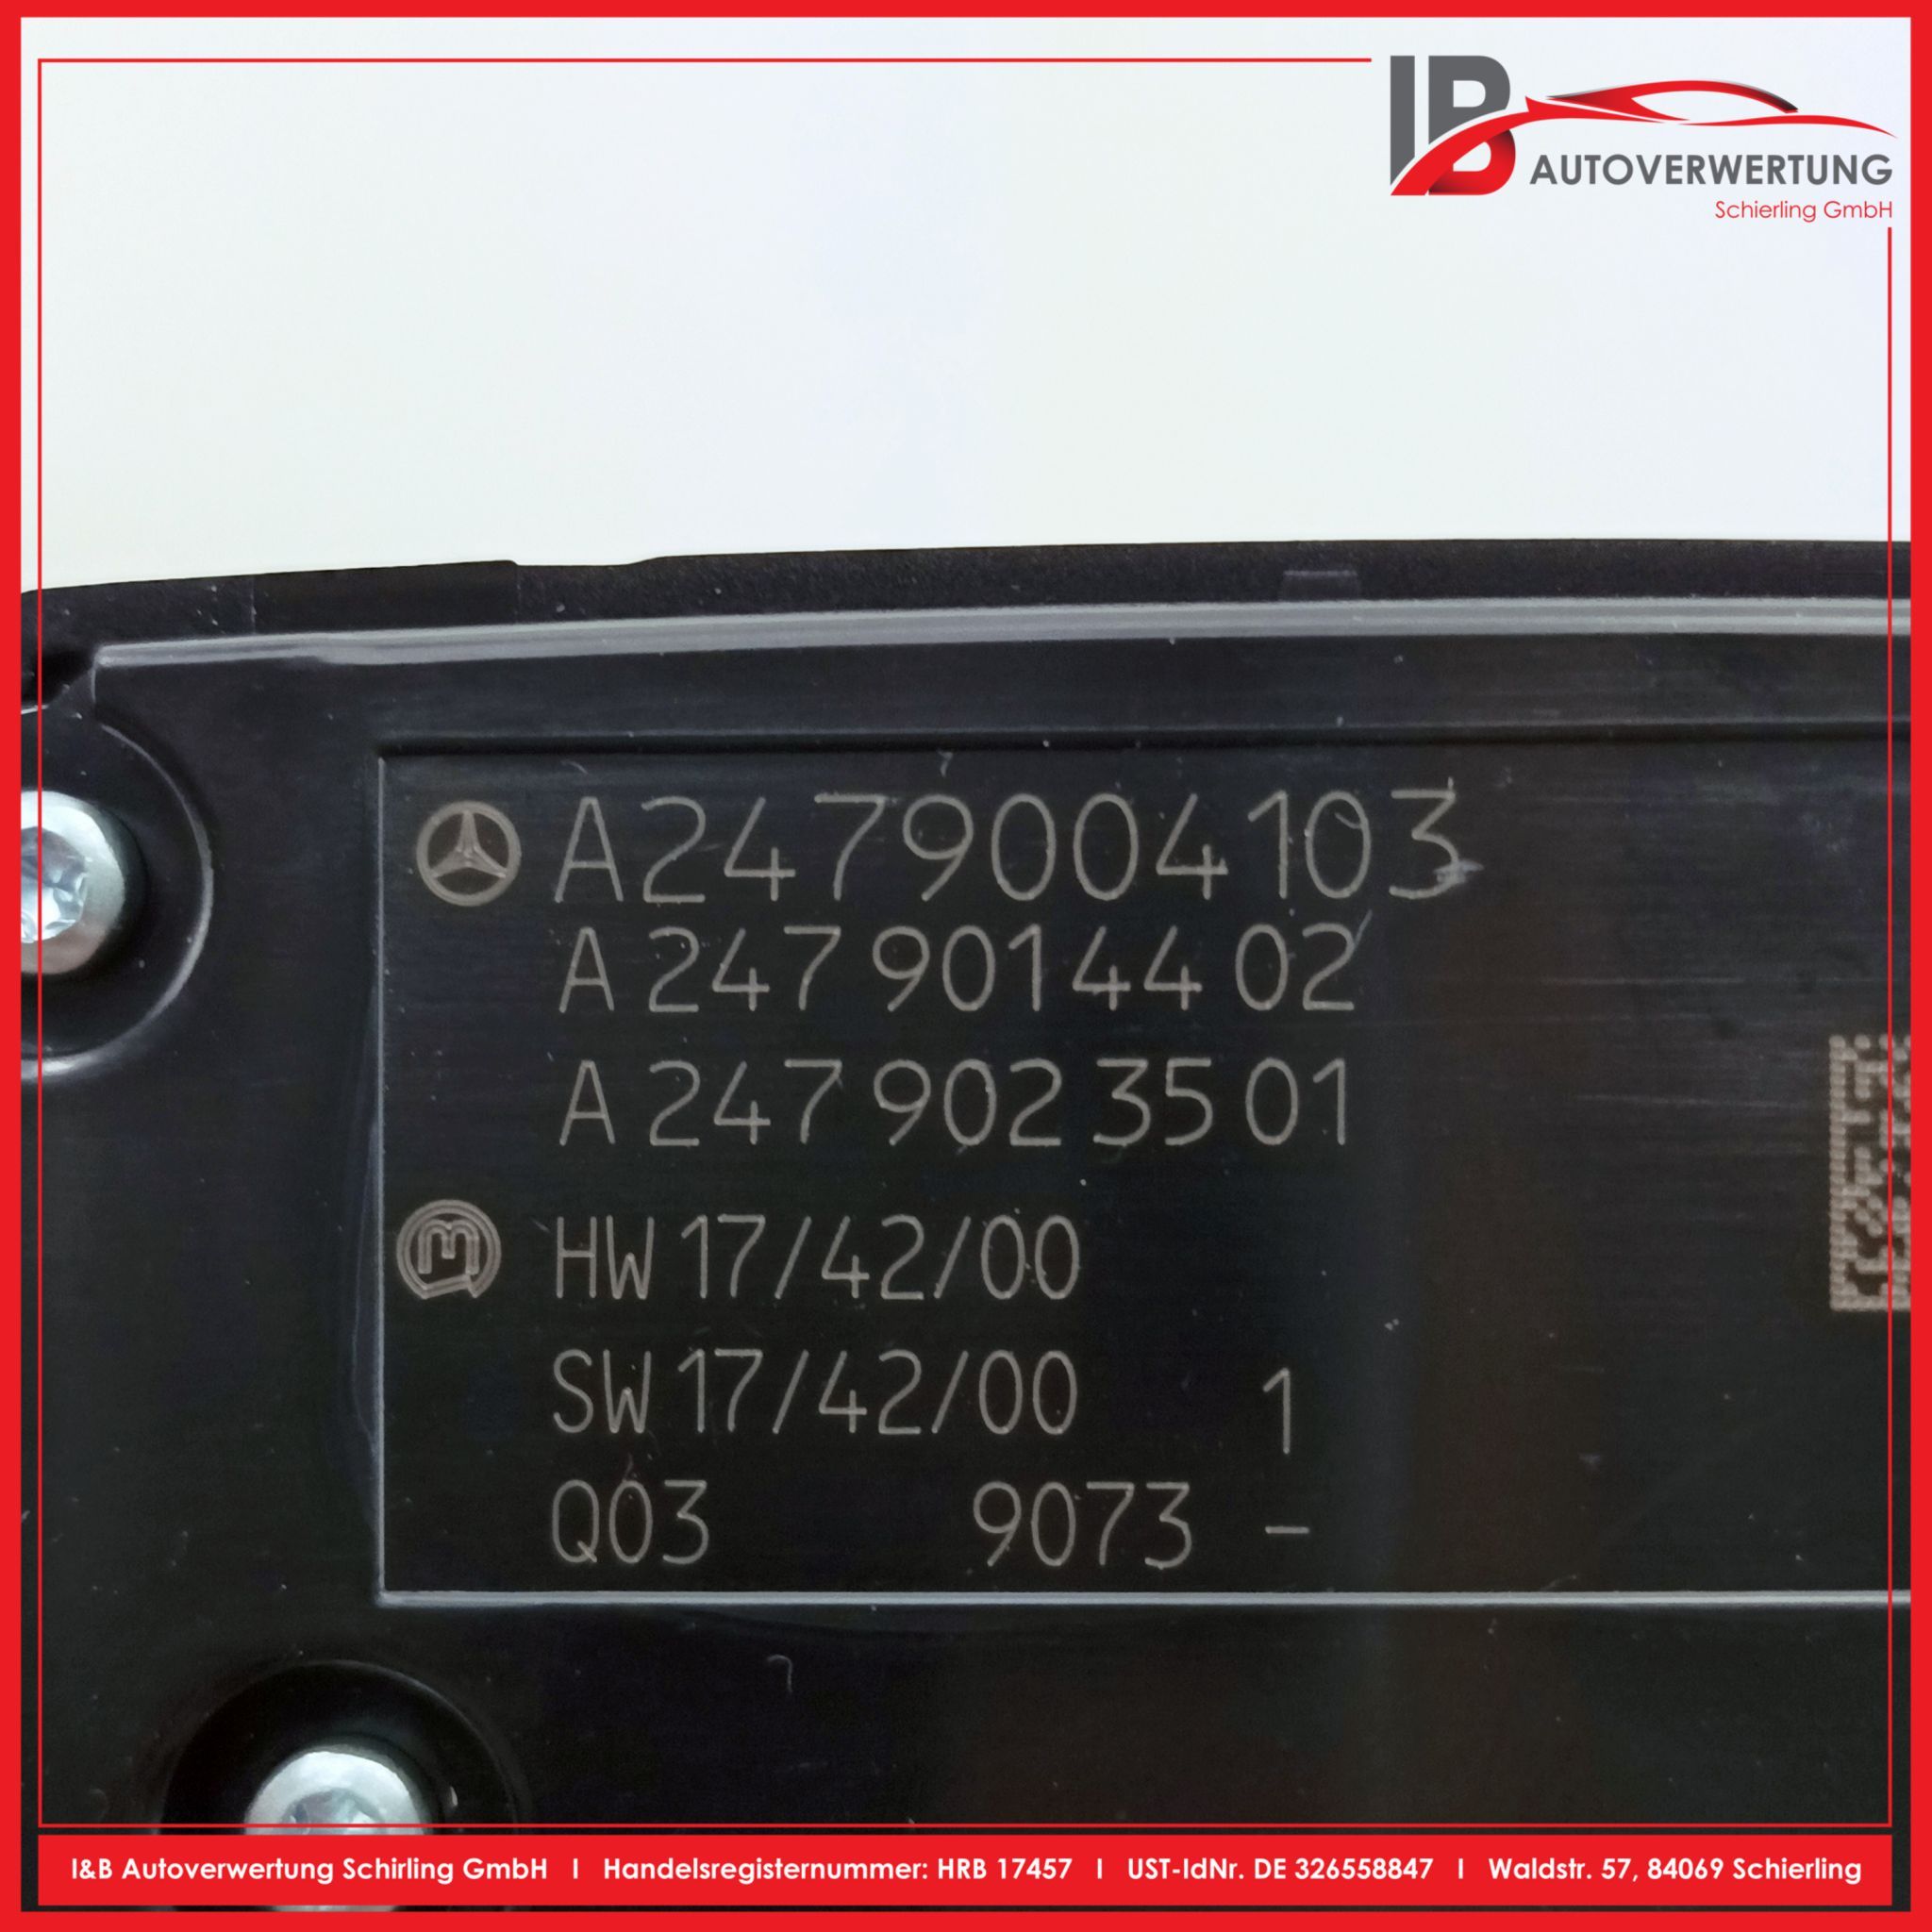 IB
AUTOVERWERTUNG
Schierling GmbH
A2479004103
A 247 901 44 02
A 247 902 35 01
M HW 17/42/00
SW 17/42/00 1
Q03 9073 -
I&B Autoverwertung Schirling GmbH I Handelsregisternummer: HRB 17457 I UST-IdNr. DE 326558847 I Waldstr. 57, 84069 Schierling